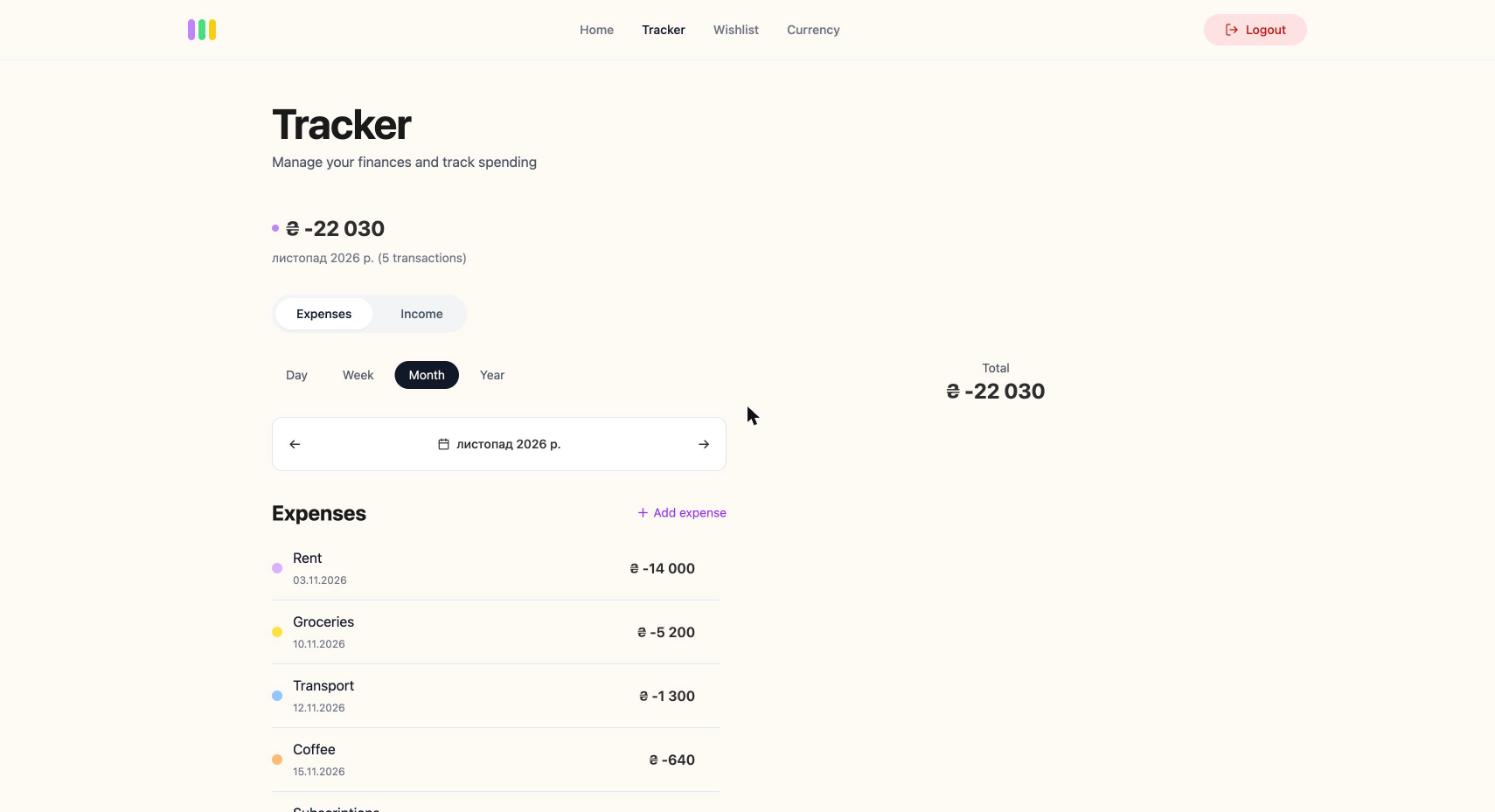 Home Tracker Wishlist Currency Logout
Tracker
Manage your finances and track spending
₴ -22 030
листопад 2026 р. (5 transactions)
Expenses Income
Day Week Month Year
Total
₴ -22 030
листопад 2026 р.
Expenses + Add expense
Rent
03.11.2026
₴ -14 000
Groceries
10.11.2026
₴ -5 200
Transport
12.11.2026
₴ -1 300
Coffee
15.11.2026
₴ -640
Subscriptions